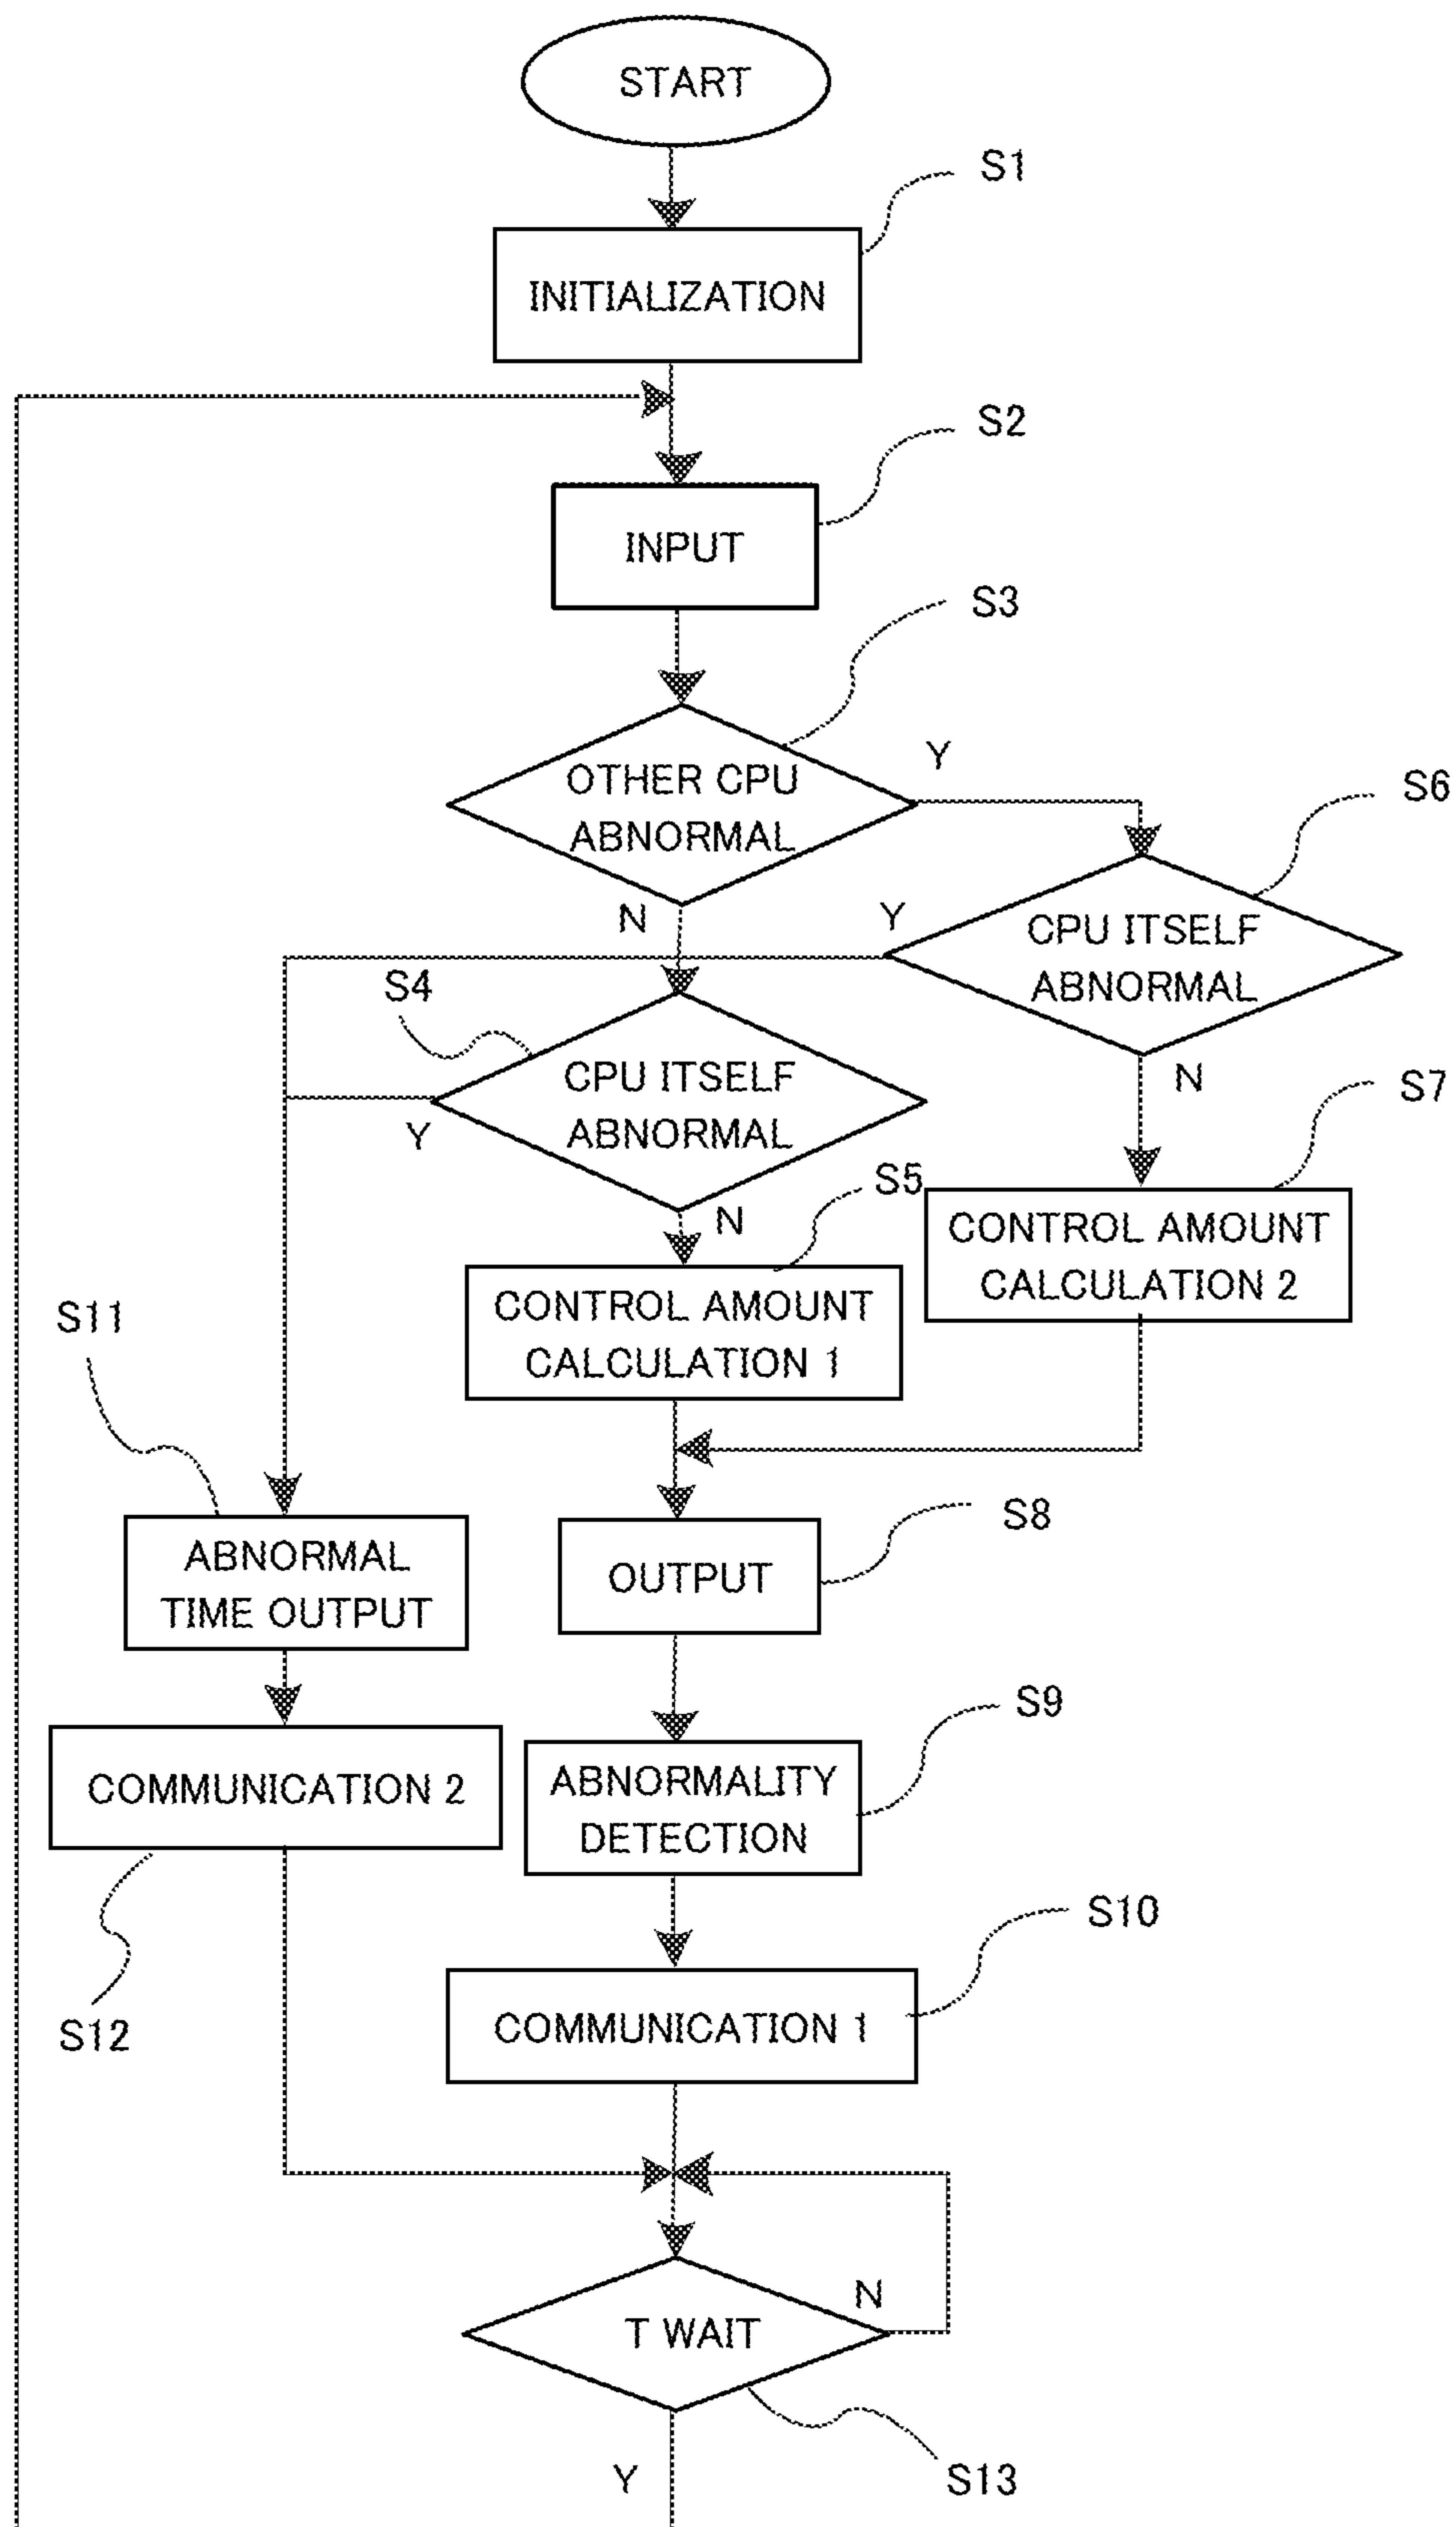 START
S1
INITIALIZATION
S2
INPUT
S3
OTHER CPU
ABNORMAL
Y
S6
N
Y
CPU ITSELF
ABNORMAL
S4
CPU ITSELF
ABNORMAL
Y
N
N
S7
S5
CONTROL AMOUNT
CALCULATION 2
CONTROL AMOUNT
CALCULATION 1
S11
ABNORMAL
TIME OUTPUT
S8
OUTPUT
S9
COMMUNICATION 2
ABNORMALITY
DETECTION
S10
S12
COMMUNICATION 1
T WAIT
N
Y
S13